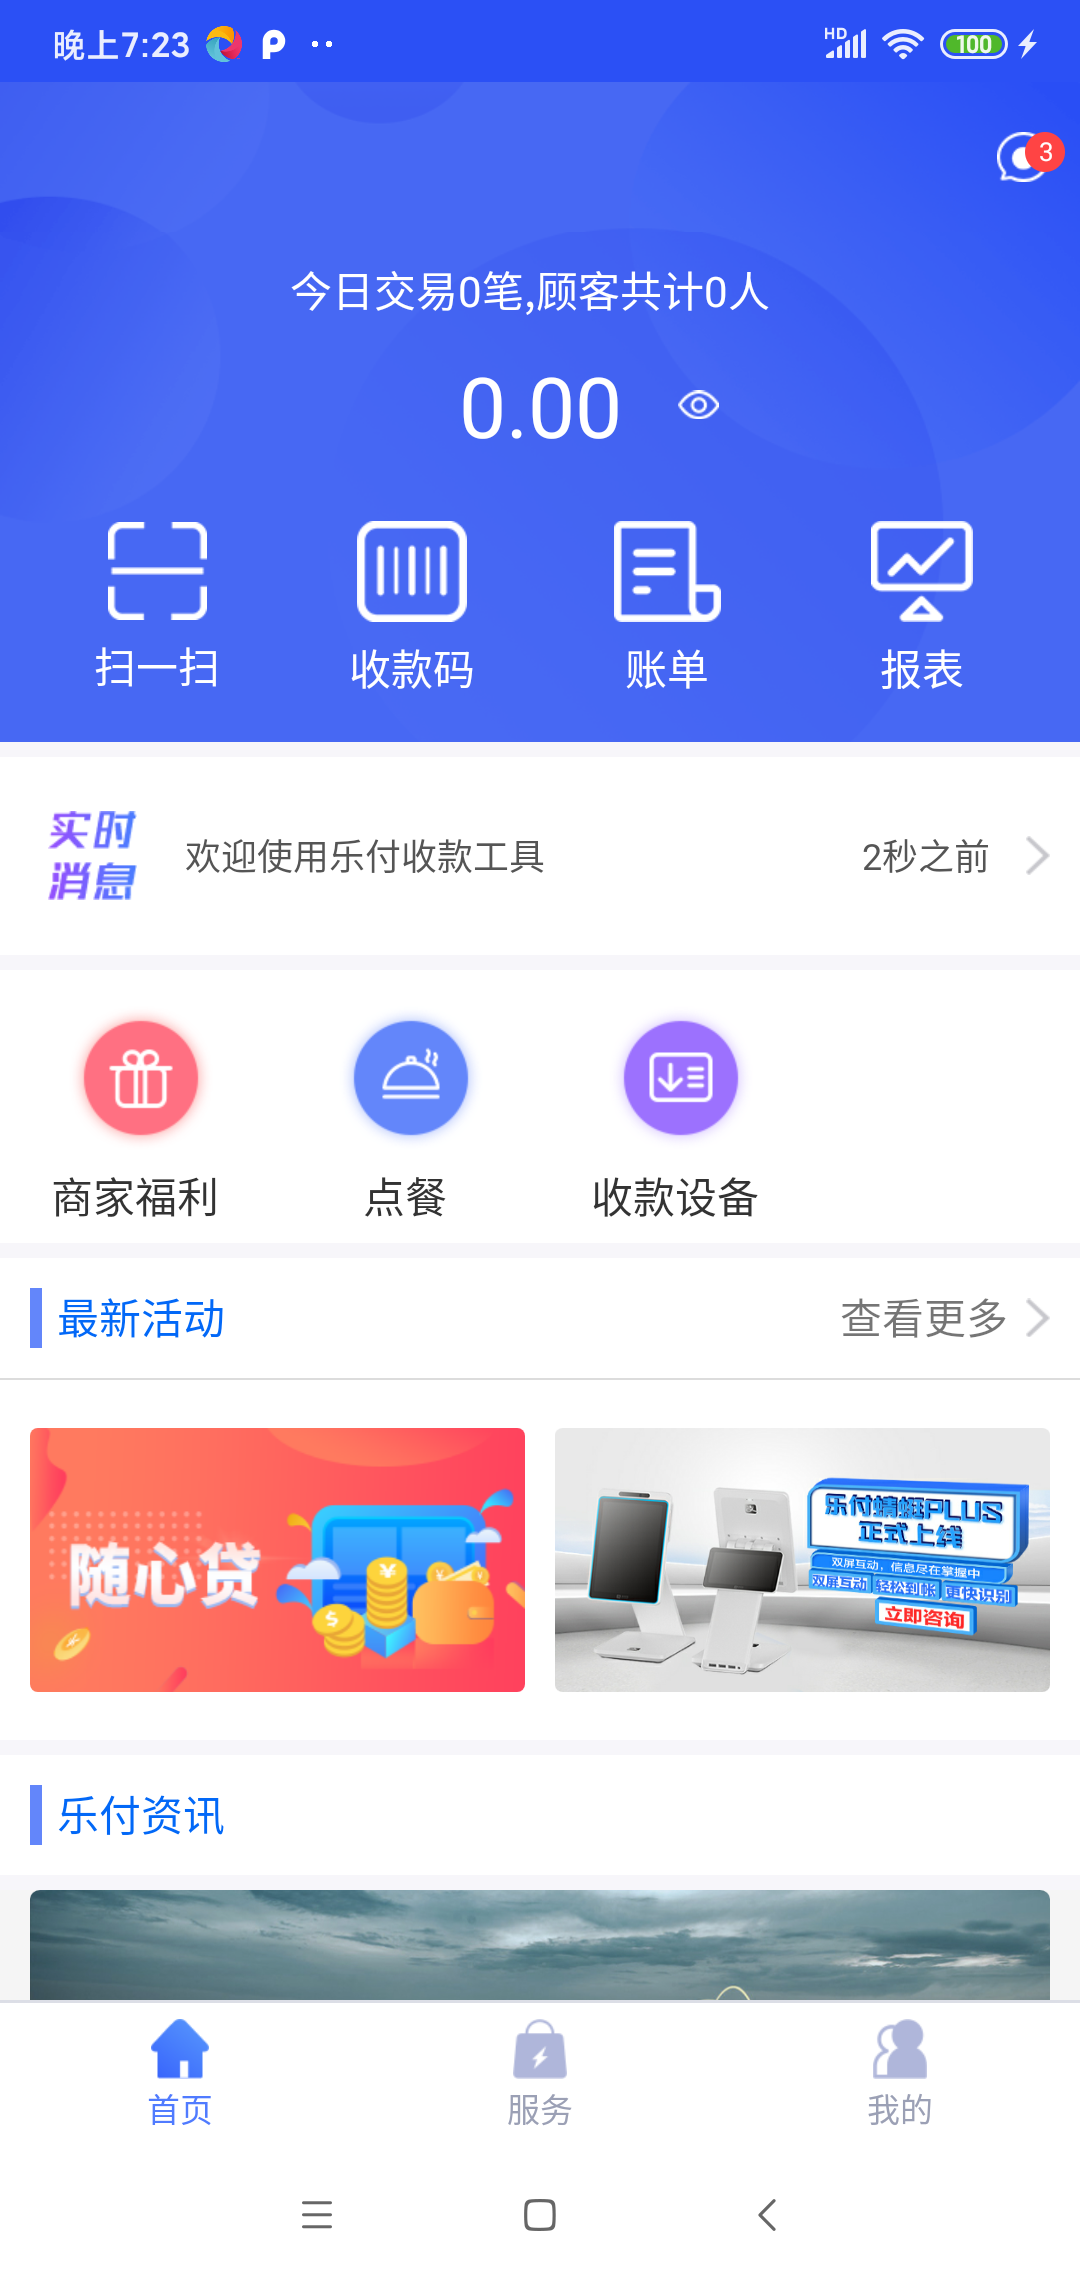 晚上7:23
HD
100
3
今日交易0笔,顾客共计0人
0.00
扫一扫
收款码
账单
报表
实时
消息
欢迎使用乐付收款工具
2秒之前
商家福利
点餐
收款设备
最新活动
查看更多
随心贷
乐付蜻蜓PLUS
正式上线
双屏互动，信息尽在掌握中
双屏互动 轻松到账 更快识别
立即咨询
乐付资讯
首页
服务
我的